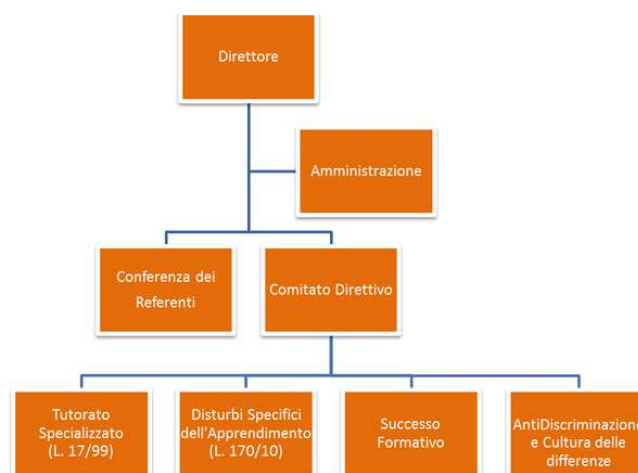 Direttore
Amministrazione
Conferenza dei
Referenti
Comitato Direttivo
Tutorato
Specializzato
(L. 17/99)
Disturbi Specifici
dell'Apprendimento
(L. 170/10)
Successo
Formativo
AntiDiscriminazione
e Cultura delle
differenze